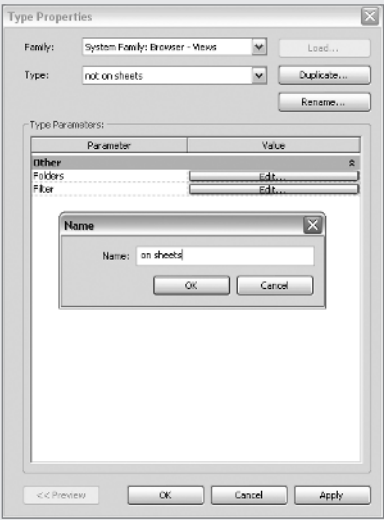 Type Properties
Family: System Family: Browser - Views Load...
Type: not on sheets Duplicate...
Rename...
Type Parameters:
Parameter Value
Other
Folders Edit...
Filter Edit...
Name
Name: on sheets
OK Cancel
<< Preview OK Cancel Apply